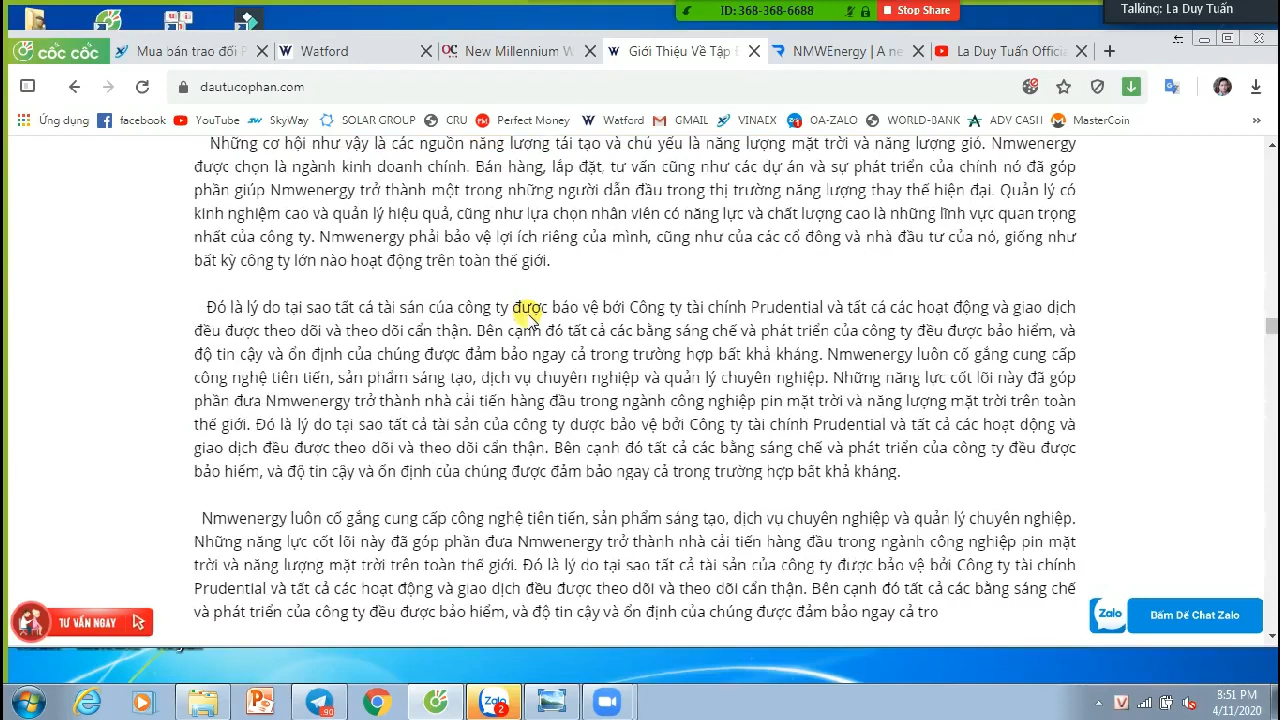 ID: 368-368-6688
Stop Share
Talking: La Duy Tuấn
cốc cốc
Mua bán trao đổi P
Watford
New Millennium W
Giới Thiệu Về Tập Đ
NMWEnergy | A ne
La Duy Tuấn Officia
dautucophan.com
Ứng dụng
facebook
YouTube
SkyWay
SOLAR GROUP
CRU
Perfect Money
Watford
GMAIL
VINAEX
OA-ZALO
WORLD-BANK
ADV CASH
MasterCoin
Những cơ hội như vậy là các nguồn năng lượng tái tạo và chủ yếu là năng lượng mặt trời và năng lượng gió. Nmwenergy
được chọn là ngành kinh doanh chính. Bán hàng, lắp đặt, tư vấn cũng như các dự án và sự phát triển của chính nó đã góp
phần giúp Nmwenergy trở thành một trong những người dẫn đầu trong thị trường năng lượng thay thế hiện đại. Quản lý có
kinh nghiệm cao và quản lý hiệu quả, cũng như lựa chọn nhân viên có năng lực và chất lượng cao là những lĩnh vực quan trọng
nhất của công ty. Nmwenergy phải bảo vệ lợi ích riêng của mình, cũng như của các cổ đông và nhà đầu tư của nó, giống như
bất kỳ công ty lớn nào hoạt động trên toàn thế giới.
Đó là lý do tại sao tất cả tài sản của công ty được bảo vệ bởi Công ty tài chính Prudential và tất cả các hoạt động và giao dịch
đều được theo dõi và theo dõi cẩn thận. Bên cạnh đó tất cả các bằng sáng chế và phát triển của công ty đều được bảo hiểm, và
độ tin cậy và ổn định của chúng được đảm bảo ngay cả trong trường hợp bất khả kháng. Nmwenergy luôn cố gắng cung cấp
công nghệ tiên tiến, sản phẩm sáng tạo, dịch vụ chuyên nghiệp và quản lý chuyên nghiệp. Những năng lực cốt lõi này đã góp
phần đưa Nmwenergy trở thành nhà cải tiến hàng đầu trong ngành công nghiệp pin mặt trời và năng lượng mặt trời trên toàn
thế giới. Đó là lý do tại sao tất cả tài sản của công ty được bảo vệ bởi Công ty tài chính Prudential và tất cả các hoạt động và
giao dịch đều được theo dõi và theo dõi cẩn thận. Bên cạnh đó tất cả các bằng sáng chế và phát triển của công ty đều được
bảo hiểm, và độ tin cậy và ổn định của chúng được đảm bảo ngay cả trong trường hợp bất khả kháng.
Nmwenergy luôn cố gắng cung cấp công nghệ tiên tiến, sản phẩm sáng tạo, dịch vụ chuyên nghiệp và quản lý chuyên nghiệp.
Những năng lực cốt lõi này đã góp phần đưa Nmwenergy trở thành nhà cải tiến hàng đầu trong ngành công nghiệp pin mặt
trời và năng lượng mặt trời trên toàn thế giới. Đó là lý do tại sao tất cả tài sản của công ty được bảo vệ bởi Công ty tài chính
Prudential và tất cả các hoạt động và giao dịch đều được theo dõi và theo dõi cẩn thận. Bên cạnh đó tất cả các bằng sáng chế
và phát triển của công ty đều được bảo hiểm, và độ tin cậy và ổn định của chúng được đảm bảo ngay cả tro
TƯ VẤN NGAY
Zalo
Bấm Để Chat Zalo
90
Zalo
2
8:51 PM
4/11/2020